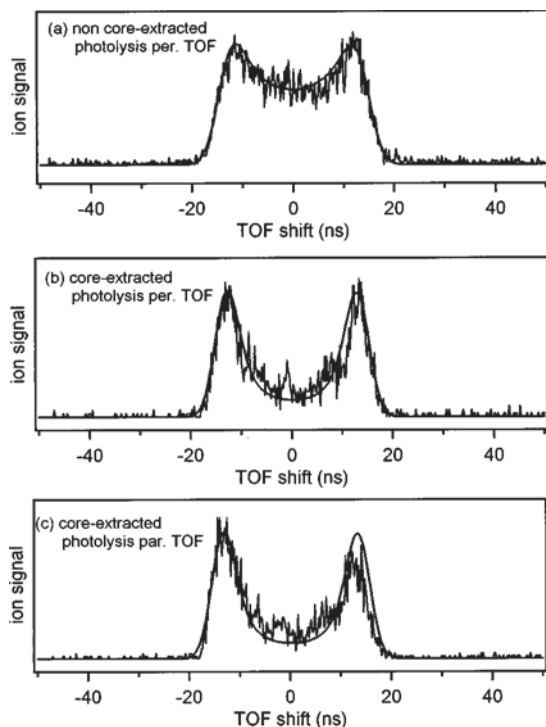 (a) non core-extracted
photolysis per. TOF
ion signal
-40 -20 0 20 40
TOF shift (ns)
(b) core-extracted
photolysis per. TOF
ion signal
-40 -20 0 20 40
TOF shift (ns)
(c) core-extracted
photolysis par. TOF
ion signal
-40 -20 0 20 40
TOF shift (ns)